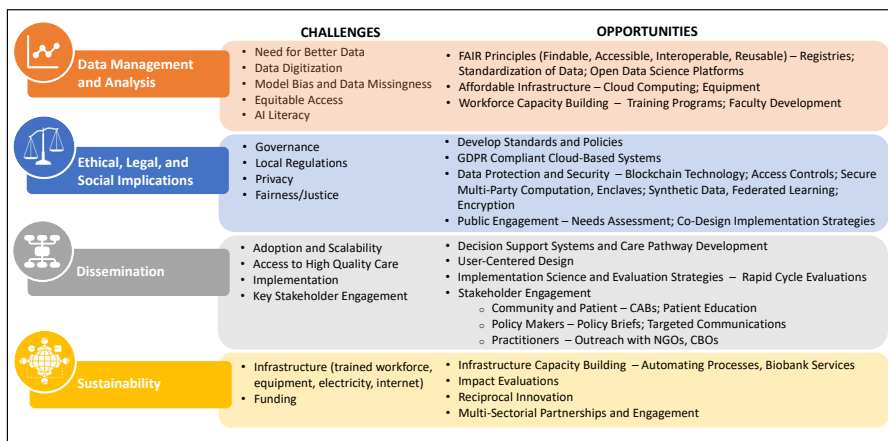 CHALLENGES
OPPORTUNITIES
Data Management
and Analysis
• Need for Better Data
• Data Digitization
• Model Bias and Data Missingness
• Equitable Access
• AI Literacy
• FAIR Principles (Findable, Accessible, Interoperable, Reusable) – Registries;
Standardization of Data; Open Data Science Platforms
• Affordable Infrastructure – Cloud Computing; Equipment
• Workforce Capacity Building – Training Programs; Faculty Development
Ethical, Legal, and
Social Implications
• Governance
• Local Regulations
• Privacy
• Fairness/Justice
• Develop Standards and Policies
• GDPR Compliant Cloud-Based Systems
• Data Protection and Security – Blockchain Technology; Access Controls; Secure
Multi-Party Computation, Enclaves; Synthetic Data, Federated Learning;
Encryption
• Public Engagement – Needs Assessment; Co-Design Implementation Strategies
Dissemination
• Adoption and Scalability
• Access to High Quality Care
• Implementation
• Key Stakeholder Engagement
• Decision Support Systems and Care Pathway Development
• User-Centered Design
• Implementation Science and Evaluation Strategies – Rapid Cycle Evaluations
• Stakeholder Engagement
o Community and Patient – CABs; Patient Education
o Policy Makers – Policy Briefs; Targeted Communications
o Practitioners – Outreach with NGOs, CBOs
Sustainability
• Infrastructure (trained workforce,
equipment, electricity, internet)
• Funding
• Infrastructure Capacity Building – Automating Processes, Biobank Services
• Impact Evaluations
• Reciprocal Innovation
• Multi-Sectorial Partnerships and Engagement